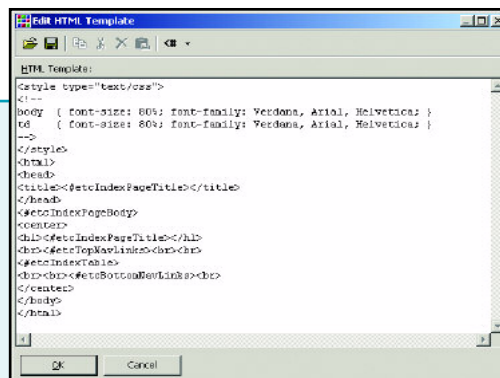 Edit HTML Template
<#
HTML Template:
<style type="text/css">
<!--
body { font-size: 80%; font-family: Verdana, Arial, Helvetica; }
td { font-size: 80%; font-family: Verdana, Arial, Helvetica; }
-->
</style>
<html>
<head>
<title><#etcIndexPageTitle></title>
</head>
<#etcIndexPageBody>
<center>
<h1><#etcIndexPageTitle></h1>
<br><#etcTopNavLinks><br><br>
<#etcIndexTable>
<br><br><#etcBottomNavLinks><br>
</center>
</body>
</html>
OK
Cancel